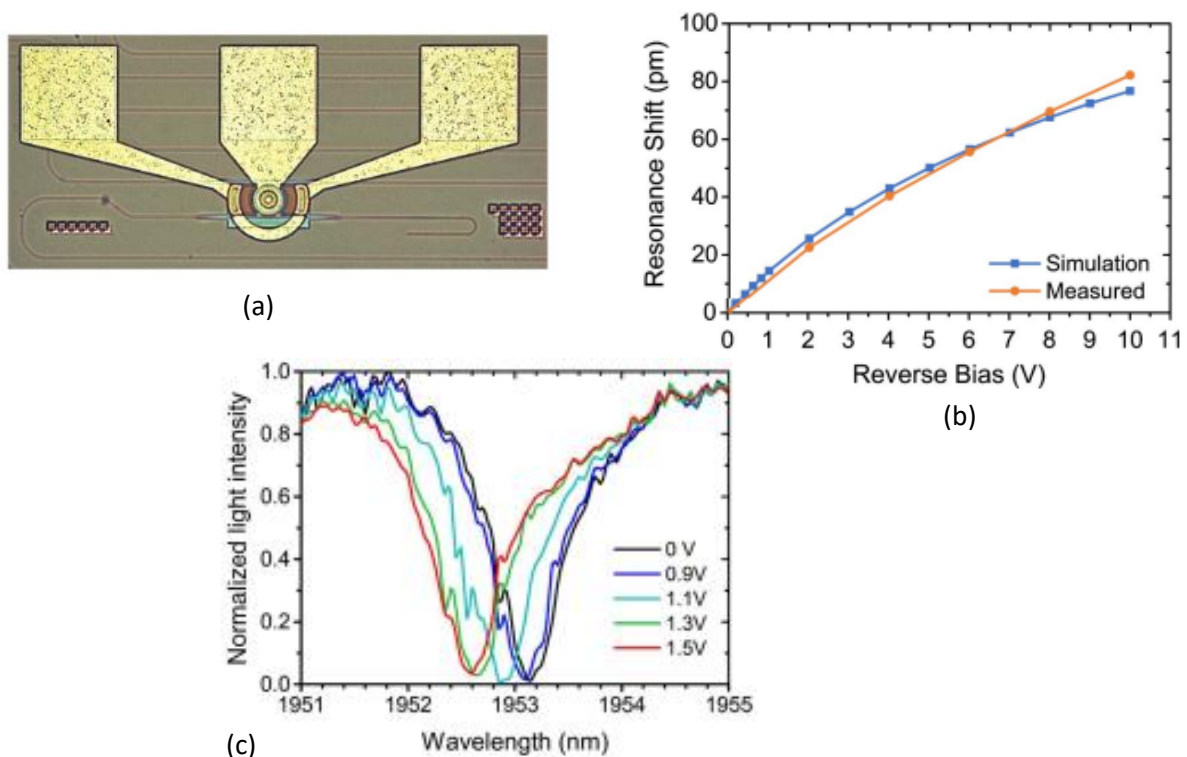 (a)
100
80
60
40
20
0
Resonance Shift (pm)
Simulation
Measured
0 1 2 3 4 5 6 7 8 9 10 11
Reverse Bias (V)
(b)
1.0
0.8
0.6
0.4
0.2
0.0
Normalized light intensity
0 V
0.9V
1.1V
1.3V
1.5V
1951 1952 1953 1954 1955
Wavelength (nm)
(c)